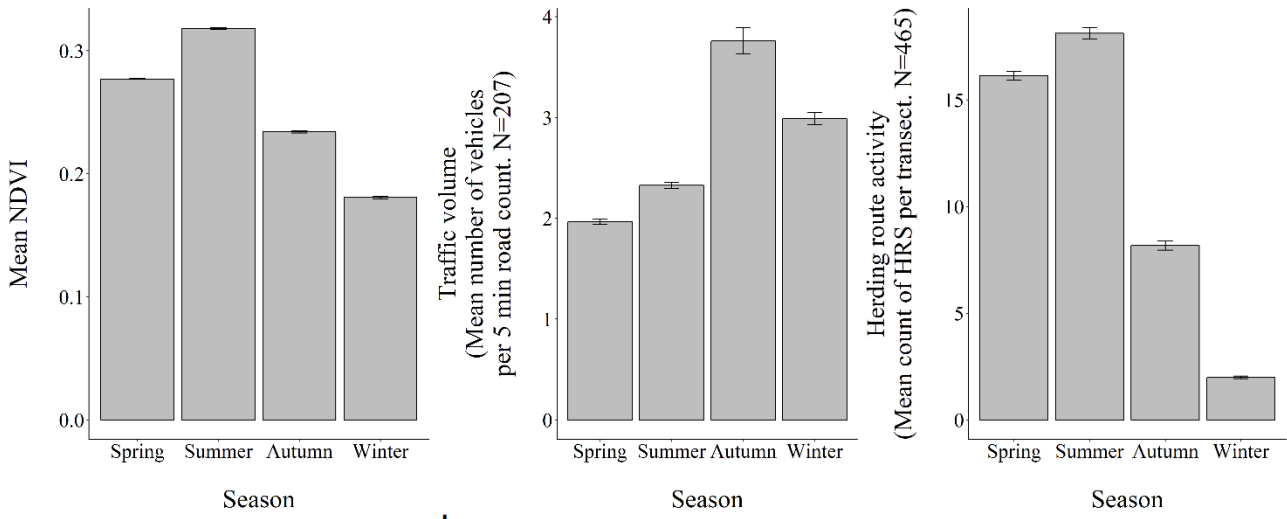 Mean NDVI
0.3
0.2
0.1
0.0
Spring Summer Autumn Winter
Season
Traffic volume
(Mean number of vehicles
per 5 min road count. N=207)
4
3
2
1
0
Spring Summer Autumn Winter
Season
Herding route activity
(Mean count of HRS per transect. N=465)
15
10
5
0
Spring Summer Autumn Winter
Season